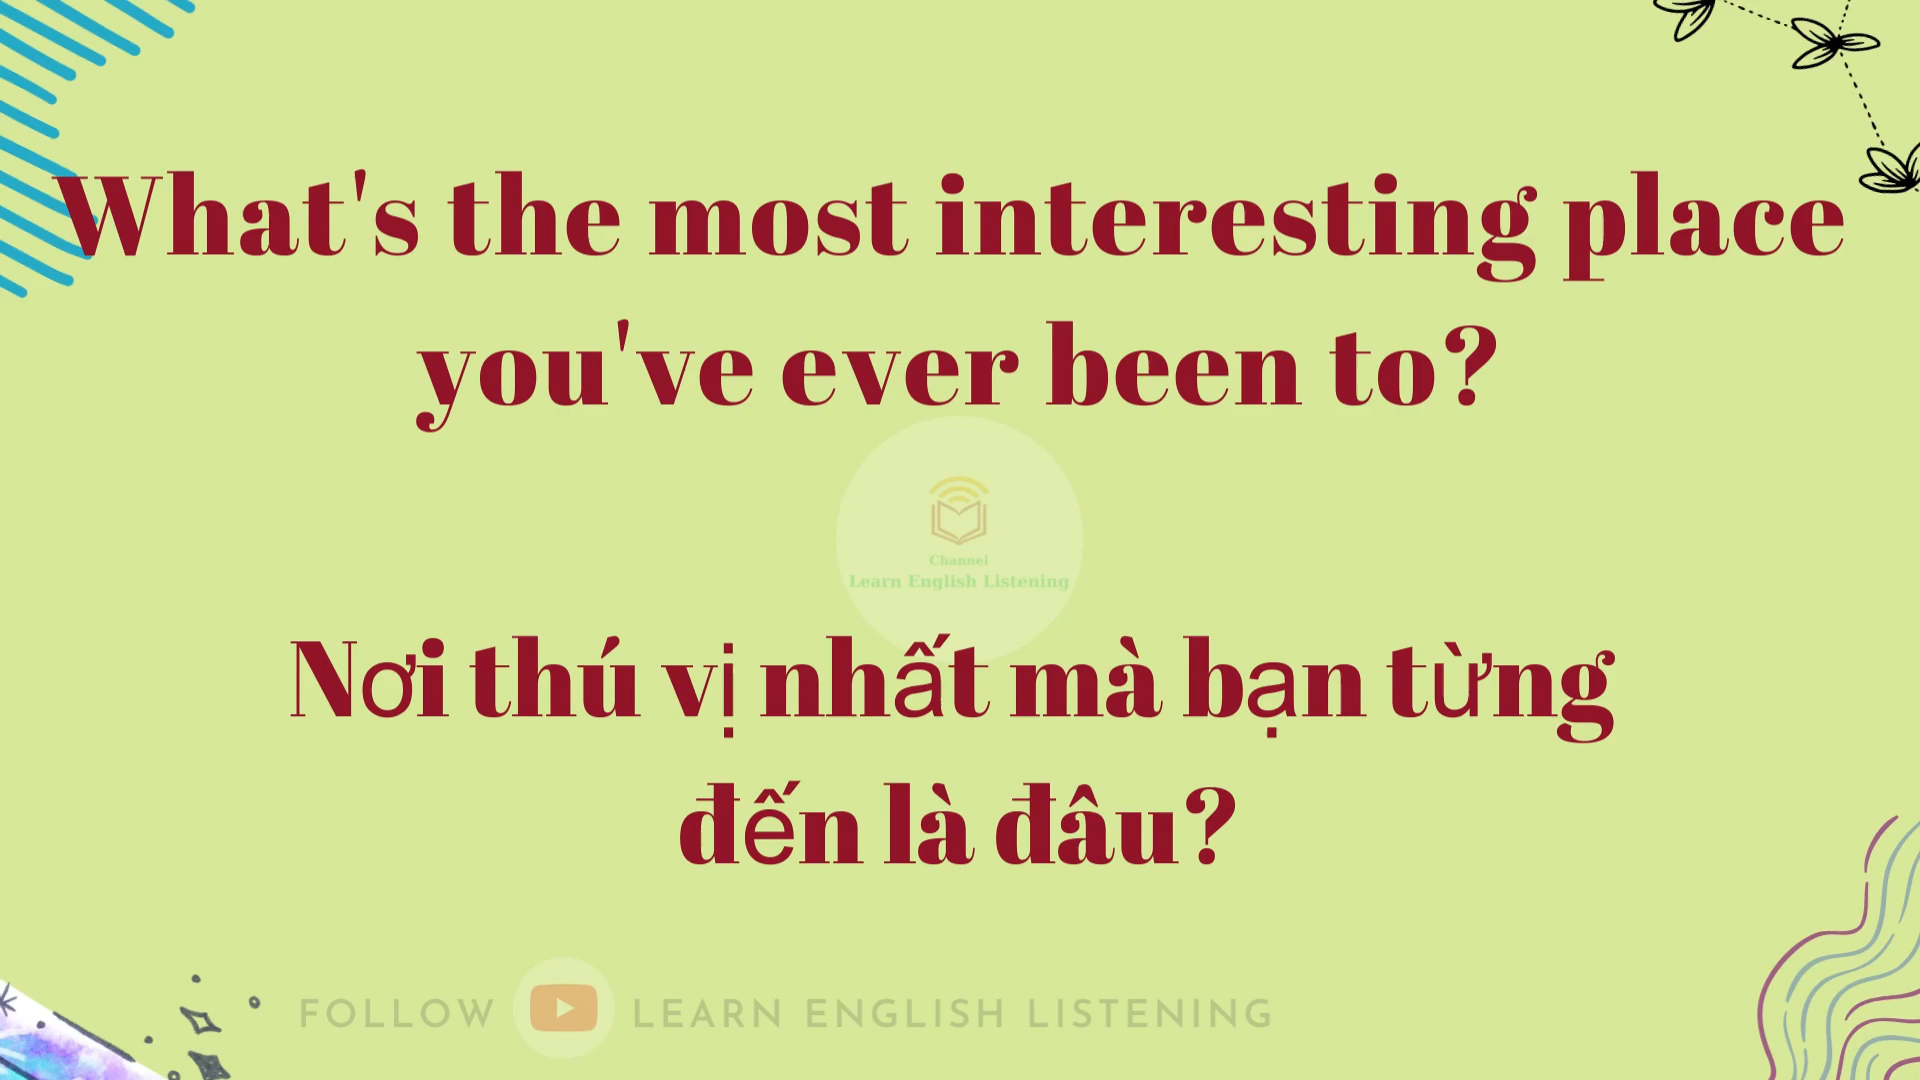 What's the most interesting place
you've ever been to?
Channel
Learn English Listening
Nơi thú vị nhất mà bạn từng
đến là đâu?
FOLLOW LEARN ENGLISH LISTENING